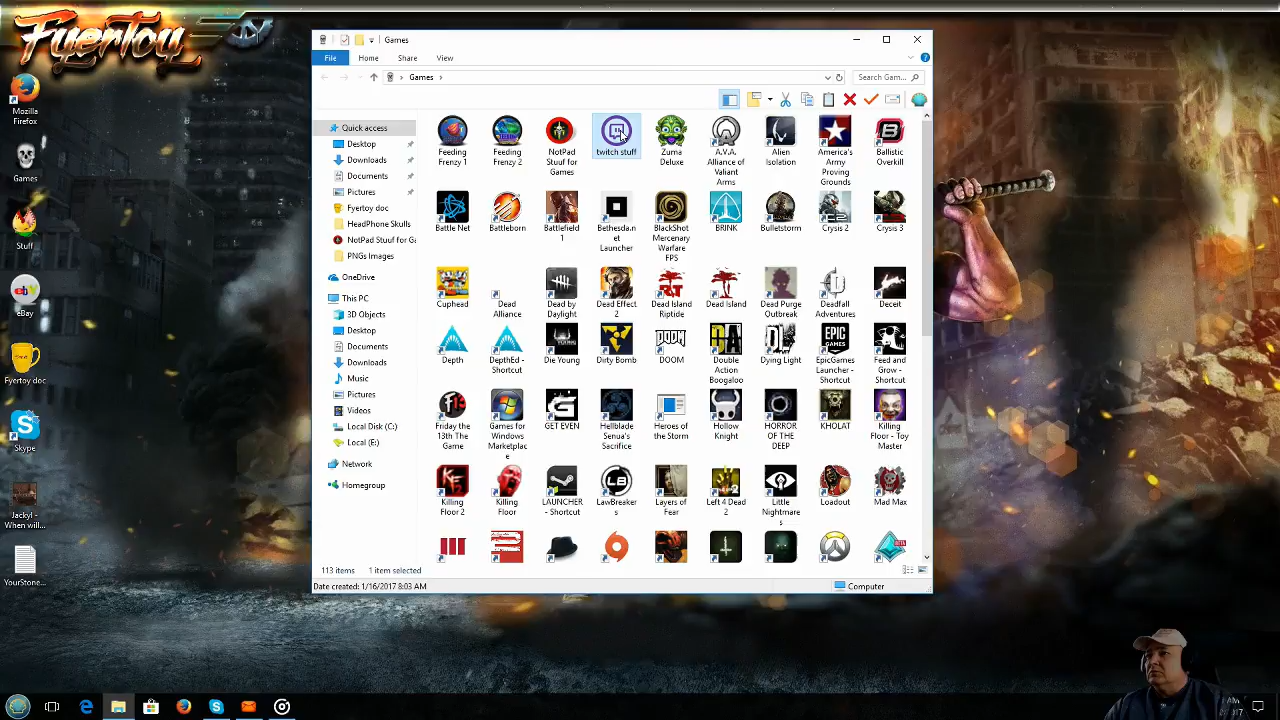 FyerToy
Games
File
Home
Share
View
Games
Search Gam...
Mozilla
Firefox
Games
Stuff
eBay
Fyertoy doc
Skype
Jackyl -
When will...
YourStone...
Quick access
Desktop
Downloads
Documents
Pictures
Fyertoy doc
HeadPhone Skulls
NotPad Stuuf for Ga
PNGs Images
OneDrive
This PC
3D Objects
Desktop
Documents
Downloads
Music
Pictures
Videos
Local Disk (C:)
Local (E:)
Network
Homegroup
Feeding
Frenzy 1
Feeding
Frenzy 2
NotPad
Stuuf for
Games
twitch stuff
Zuma
Deluxe
A.V.A.
Alliance of
Valiant
Arms
Alien
Isolation
America's
Army
Proving
Grounds
Ballistic
Overkill
Battle Net
Battleborn
Battlefield
1
Bethesda.n
et
Launcher
BlackShot
Mercenary
Warfare
FPS
BRINK
Bulletstorm
Crysis 2
Crysis 3
Cuphead
Dead
Alliance
Dead by
Daylight
Dead Effect
2
Dead Island
Riptide
Dead Island
Dead Purge
Outbreak
Deadfall
Adventures
Deceit
Depth
DepthEd -
Shortcut
Die Young
Dirty Bomb
DOOM
Double
Action
Boogaloo
Dying Light
EpicGames
Launcher -
Shortcut
Feed and
Grow -
Shortcut
Friday the
13th The
Game
Games for
Windows
Marketplac
e
GET EVEN
Hellblade
Senua's
Sacrifice
Heroes of
the Storm
Hollow
Knight
HORROR
OF THE
DEEP
KHOLAT
Killing
Floor - Toy
Master
Killing
Floor 2
Killing
Floor
LAUNCHER
- Shortcut
LawBreake
rs
Layers of
Fear
Left 4 Dead
2
Little
Nightmare
s
Loadout
Mad Max
113 items
1 item selected
Date created: 1/16/2017 8:03 AM
Computer